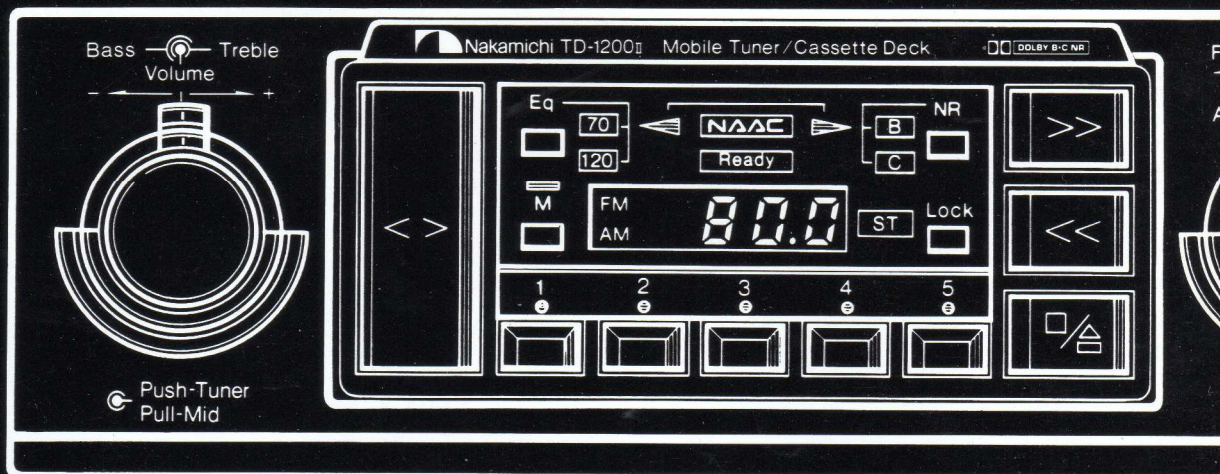 Bass Treble
Volume
- +
Nakamichi TD-1200II Mobile Tuner/Cassette Deck DOLBY B·C NR
Eq NR
70 NAAC B
120 Ready C
>>
M
< >
FM 80.0 ST Lock
AM
<<
1 2 3 4 5
Push-Tuner
Pull-Mid